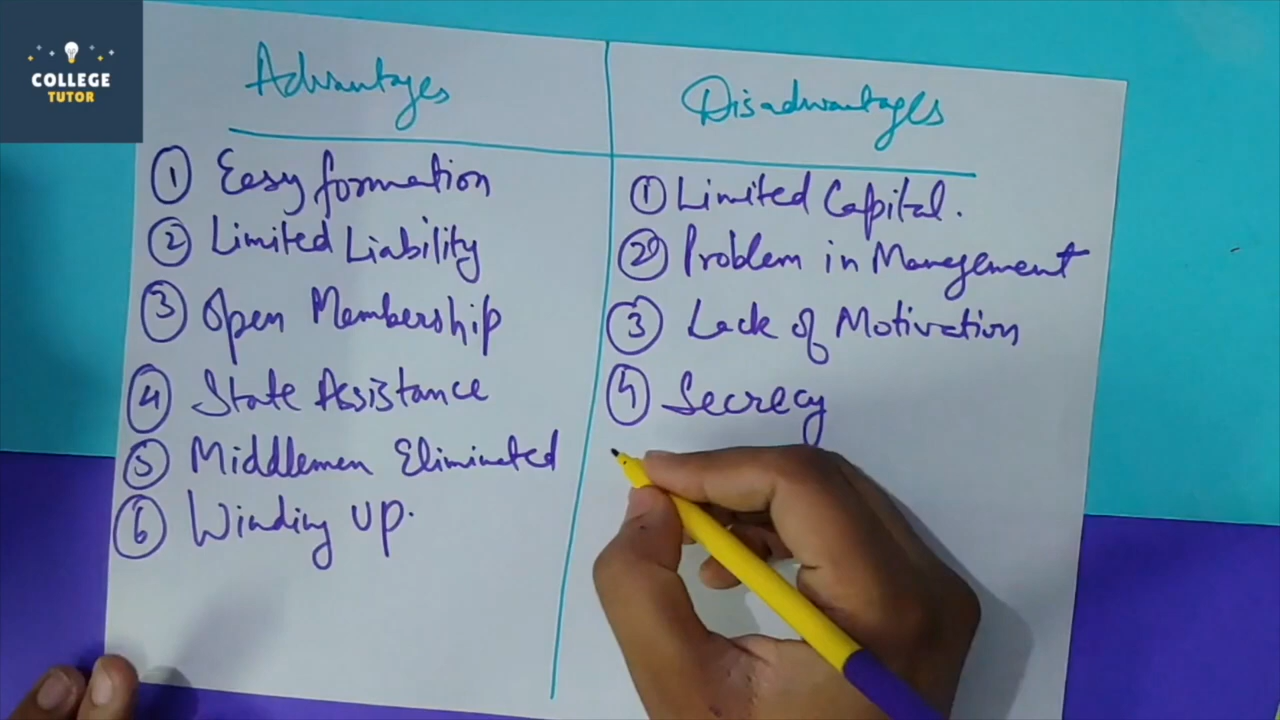 COLLEGE
TUTOR
Advantages
① Easy formation
② Limited Liability
③ Open Membership
④ State Assistance
⑤ Middlemen Eliminated
⑥ Winding up.
Disadvantages
① Limited Capital.
② Problem in Management
③ Lack of Motivation
④ Secrecy